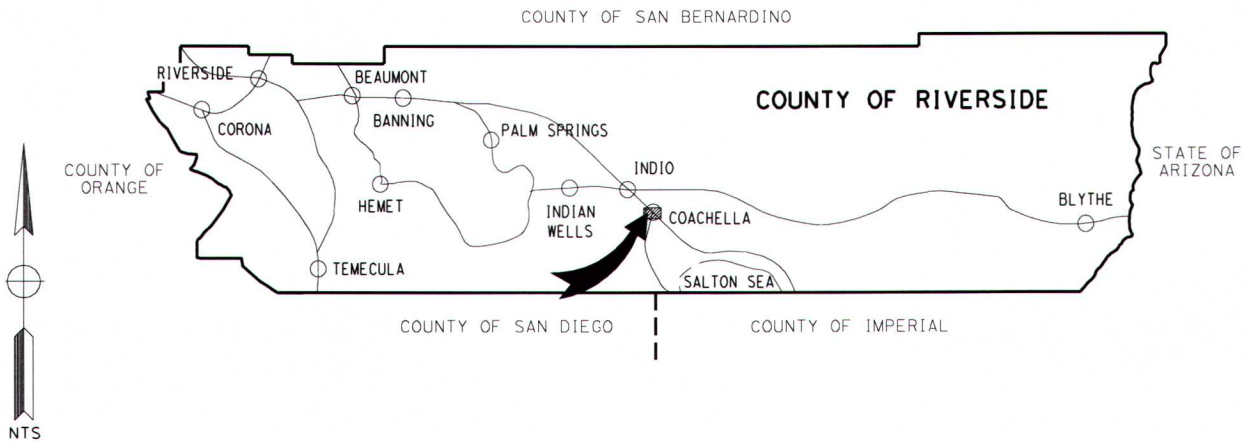 COUNTY OF SAN BERNARDINO
RIVERSIDE
BEAUMONT
COUNTY OF RIVERSIDE
CORONA
BANNING
PALM SPRINGS
STATE OF
ARIZONA
COUNTY OF
ORANGE
INDIO
HEMET
INDIAN
WELLS
COACHELLA
BLYTHE
TEMECULA
SALTON SEA
COUNTY OF SAN DIEGO
COUNTY OF IMPERIAL
NTS